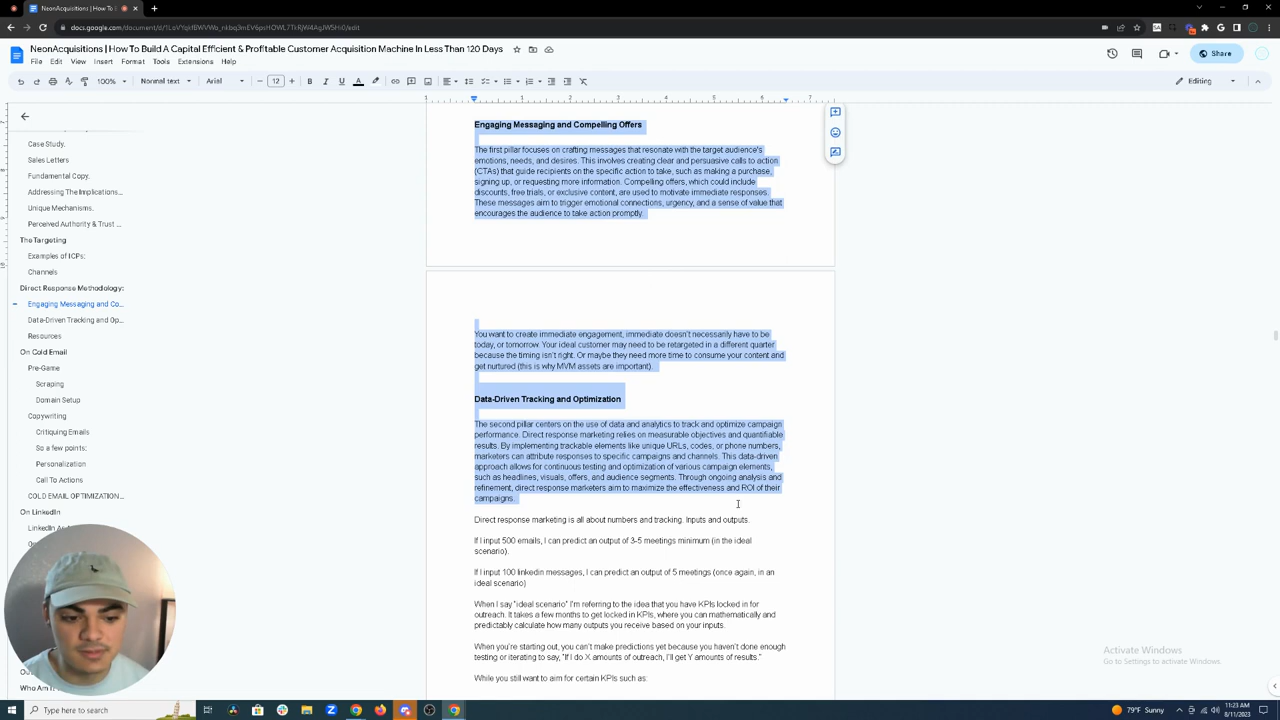 NeonAcquisitions | How To
docs.google.com/document/d/
NeonAcquisitions | How To Build A Capital Efficient & Profitable Customer Acquisition Machine In Less Than 120 Days
File Edit View Insert Format Tools Extensions Help
Share
100% Normal text Arial 12 Editing
Case Study.
Sales Letters
Fundamental Copy.
Addressing The Implications...
Unique Mechanisms.
Perceived Authority & Trust ...
The Targeting
Examples of ICPs:
Channels
Direct Response Methodology:
Engaging Messaging and Co...
Data-Driven Tracking and Op...
Resources
On Cold Email
Pre-Game
Scraping
Domain Setup
Copywriting
Critiquing Emails
So a few points:
Personalization
Call To Actions
COLD EMAIL OPTIMIZATION...
On LinkedIn
Who Am I
Engaging Messaging and Compelling Offers
The first pillar focuses on crafting messages that resonate with the target audience's
emotions, needs, and desires. This involves creating clear and persuasive calls to action
(CTAs) that guide recipients on the specific action to take, such as making a purchase,
signing up, or requesting more information. Compelling offers, which could include
discounts, free trials, or exclusive content, are used to motivate immediate responses.
These messages aim to trigger emotional connections, urgency, and a sense of value that
encourages the audience to take action promptly.
You want to create immediate engagement, immediate doesn't necessarily have to be
today, or tomorrow. Your ideal customer may need to be retargeted in a different quarter
because the timing isn't right. Or maybe they need more time to consume your content and
get nurtured (this is why MVM assets are important).
Data-Driven Tracking and Optimization
The second pillar centers on the use of data and analytics to track and optimize campaign
performance. Direct response marketing relies on measurable objectives and quantifiable
results. By implementing trackable elements like unique URLs, codes, or phone numbers,
marketers can attribute responses to specific campaigns and channels. This data-driven
approach allows for continuous testing and optimization of various campaign elements,
such as headlines, visuals, offers, and audience segments. Through ongoing analysis and
refinement, direct response marketers aim to maximize the effectiveness and ROI of their
campaigns.
Direct response marketing is all about numbers and tracking. Inputs and outputs.
If I input 500 emails, I can predict an output of 3-5 meetings minimum (in the ideal
scenario).
If I input 100 linkedin messages, I can predict an output of 5 meetings (once again, in an
ideal scenario)
When I say "ideal scenario" I'm referring to the idea that you have KPIs locked in for
outreach. It takes a few months to get locked in KPIs, where you can mathematically and
predictably calculate how many outputs you receive based on your inputs.
When you're starting out, you can't make predictions yet because you haven't done enough
testing or iterating to say, "If I do X amounts of outreach, I'll get Y amounts of results."
While you still want to aim for certain KPIs such as:
Activate Windows
Go to Settings to activate Windows.
Type here to search
79°F Sunny
11:23 AM
8/11/2023